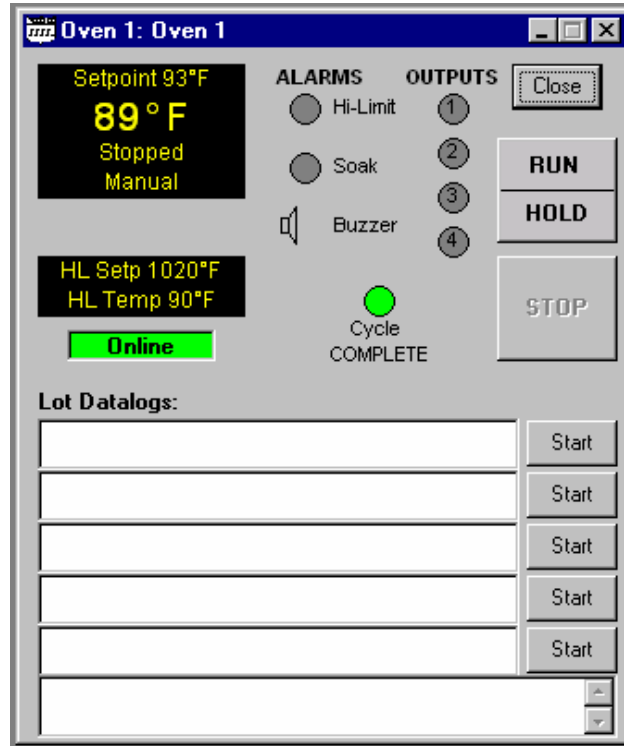 Oven 1: Oven 1
Setpoint 93°F
89°F
Stopped
Manual
ALARMS
Hi-Limit
Soak
Buzzer
OUTPUTS
1
2
3
4
Close
RUN
HOLD
HL Setp 1020°F
HL Temp 90°F
Online
Cycle
COMPLETE
STOP
Lot Datalogs:
Start
Start
Start
Start
Start